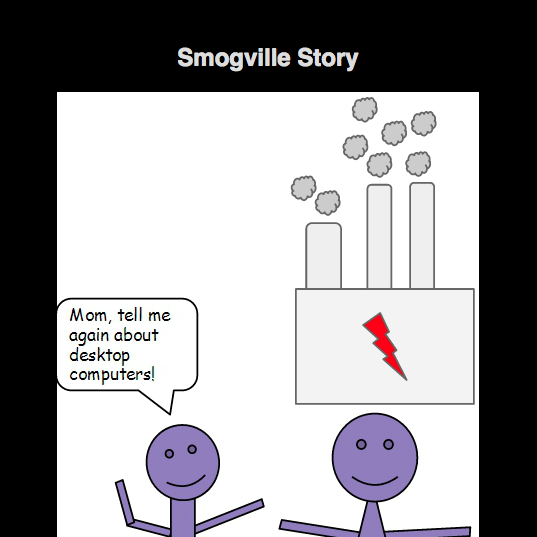 Smogville Story
Mom, tell me
again about
desktop
computers!